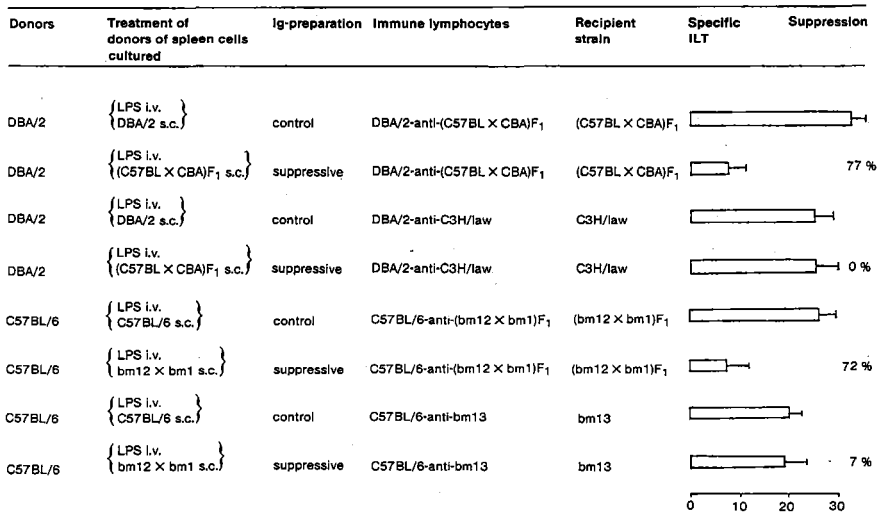 Donors Treatment of donors of spleen cells cultured Ig-preparation Immune lymphocytes Recipient strain Specific ILT Suppression
DBA/2 {LPS i.v. DBA/2 s.c.} control DBA/2-anti-(C57BL X CBA)F1 (C57BL X CBA)F1
DBA/2 {LPS i.v. (C57BL X CBA)F1 s.c.} suppressive DBA/2-anti-(C57BL X CBA)F1 (C57BL X CBA)F1 77 %
DBA/2 {LPS i.v. DBA/2 s.c.} control DBA/2-anti-C3H/law C3H/law
DBA/2 {LPS i.v. (C57BL X CBA)F1 s.c.} suppressive DBA/2-anti-C3H/law C3H/law 0 %
C57BL/6 {LPS i.v. C57BL/6 s.c.} control C57BL/6-anti-(bm12 X bm1)F1 (bm12 X bm1)F1
C57BL/6 {LPS i.v. bm12 X bm1 s.c.} suppressive C57BL/6-anti-(bm12 X bm1)F1 (bm12 X bm1)F1 72 %
C57BL/6 {LPS i.v. C57BL/6 s.c.} control C57BL/6-anti-bm13 bm13
C57BL/6 {LPS i.v. bm12 X bm1 s.c.} suppressive C57BL/6-anti-bm13 bm13 7 %
0 10 20 30